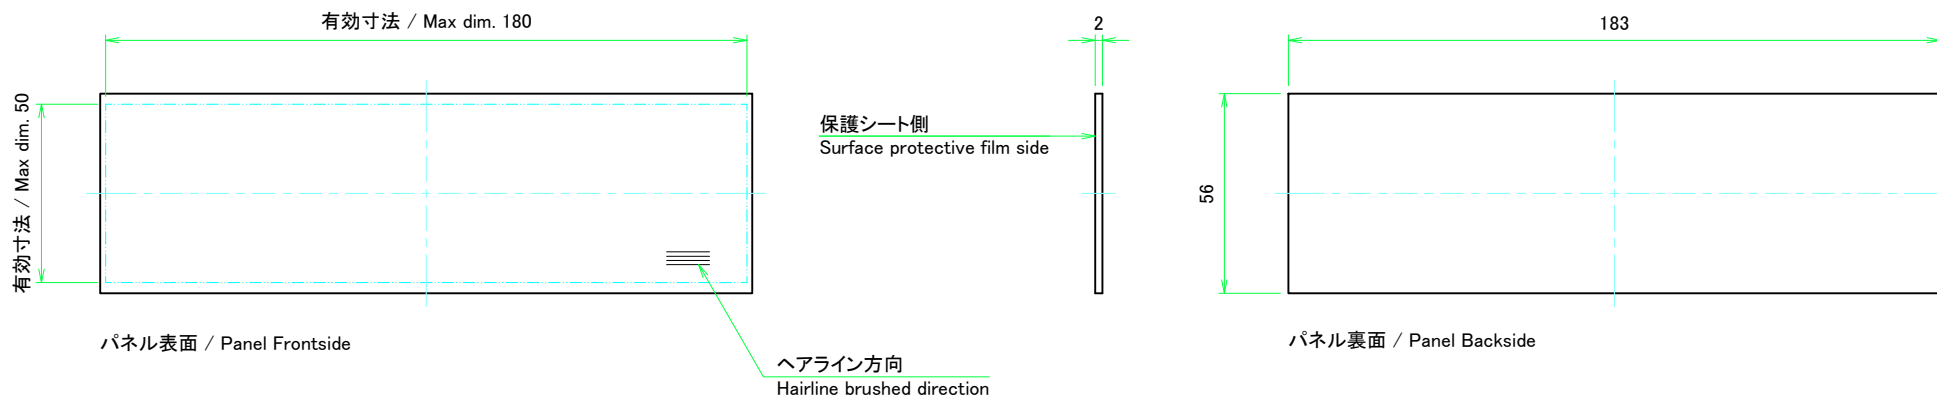 有効寸法 / Max dim. 180
有効寸法 / Max dim. 50
パネル表面 / Panel Frontside
ヘアライン方向
Hairline brushed direction
2
保護シート側
Surface protective film side
183
56
パネル裏面 / Panel Backside